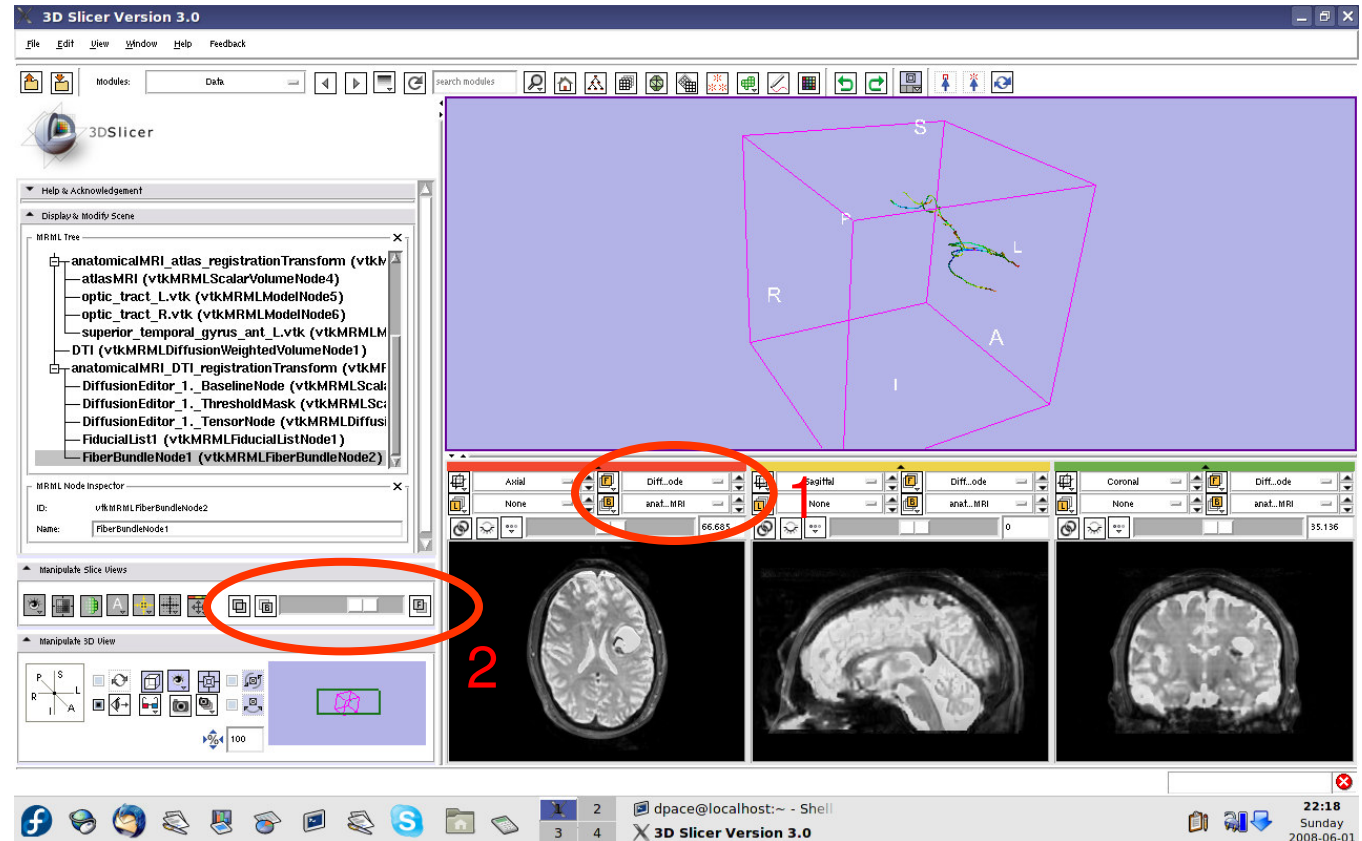 3D Slicer Version 3.0
File Edit View Window Help Feedback
Modules: Data search modules
3DSlicer
Help & Acknowledgement
Display & Modify Scene
MRML Tree
anatomicalMRI_atlas_registrationTransform (vtkM
atlasMRI (vtkMRMLScalarVolumeNode4)
optic_tract_L.vtk (vtkMRMLModelNode5)
optic_tract_R.vtk (vtkMRMLModelNode6)
superior_temporal_gyrus_ant_L.vtk (vtkMRMLM
DTI (vtkMRMLDiffusionWeightedVolumeNode1)
anatomicalMRI_DTI_registrationTransform (vtkMF
DiffusionEditor_1._BaselineNode (vtkMRMLScala
DiffusionEditor_1._ThresholdMask (vtkMRMLSca
DiffusionEditor_1._TensorNode (vtkMRMLDiffusi
FiducialList1 (vtkMRMLFiducialListNode1)
FiberBundleNode1 (vtkMRMLFiberBundleNode2)
MRML Node Inspector
ID: vtkMRMLFiberBundleNode2
Name: FiberBundleNode1
Manipulate Slice Views
A B F
Manipulate 3D View
P S
R L
I A
% 100
S
P
L
R
A
I
Axial F Diff..ode
L None B anat...MRI
66.685
1
Sagittal F Diff..ode
L None B anat...MRI
0
Coronal F Diff..ode
L None B anat...MRI
35.136
2
1 2
3 4
dpace@localhost:~ - Shell
3D Slicer Version 3.0
22:18
Sunday
2008-06-01